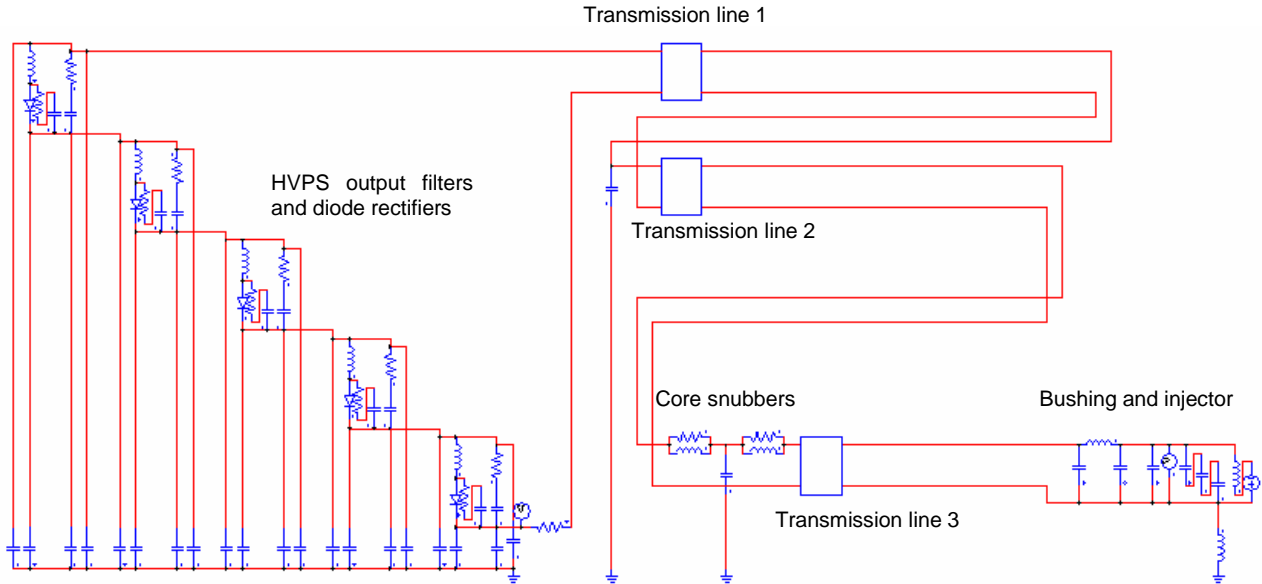 Transmission line 1
HVPS output filters
and diode rectifiers
Transmission line 2
Core snubbers
Bushing and injector
Transmission line 3